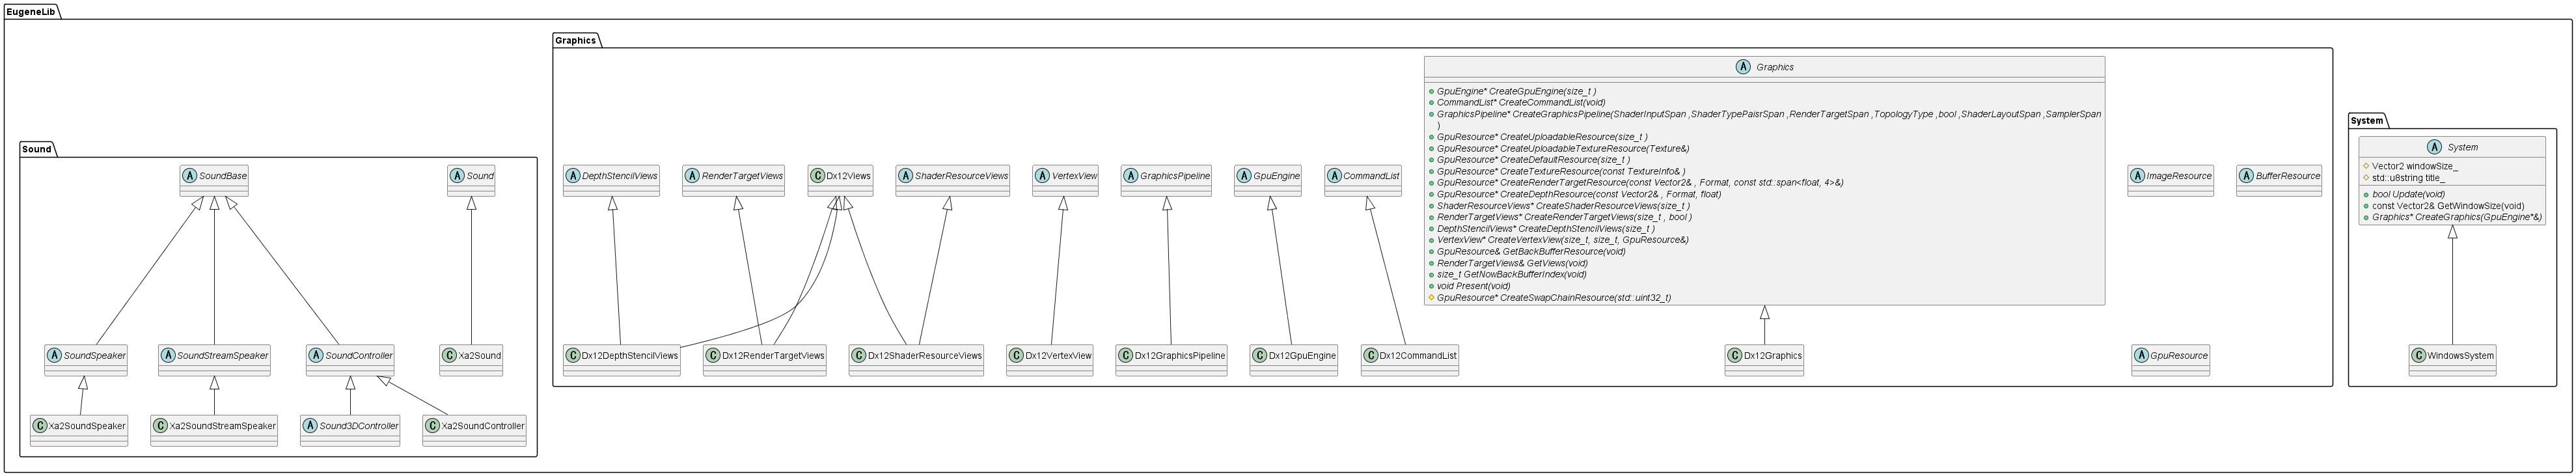 EugeneLib
Graphics
Sound
System
A Graphics
GpuEngine* CreateGpuEngine(size_t )
CommandList* CreateCommandList(void)
GraphicsPipeline* CreateGraphicsPipeline(ShaderInputSpan ,ShaderTypePaisrSpan ,RenderTargetSpan ,TopologyType ,bool ,ShaderLayoutSpan ,SamplerSpan
)
GpuResource* CreateUploadableResource(size_t )
GpuResource* CreateUploadableTextureResource(Texture&)
GpuResource* CreateDefaultResource(size_t )
GpuResource* CreateTextureResource(const TextureInfo& )
GpuResource* CreateRenderTargetResource(const Vector2& , Format, const std::span<float, 4>&)
GpuResource* CreateDepthResource(const Vector2& , Format, float)
ShaderResourceViews* CreateShaderResourceViews(size_t )
RenderTargetViews* CreateRenderTargetViews(size_t , bool )
DepthStencilViews* CreateDepthStencilViews(size_t )
VertexView* CreateVertexView(size_t, size_t, GpuResource&)
GpuResource& GetBackBufferResource(void)
RenderTargetViews& GetViews(void)
size_t GetNowBackBufferIndex(void)
void Present(void)
GpuResource* CreateSwapChainResource(std::uint32_t)
A System
Vector2 windowSize_
std::u8string title_
bool Update(void)
const Vector2& GetWindowSize(void)
Graphics* CreateGraphics(GpuEngine*&)
A SoundBase
A Sound
A DepthStencilViews
A RenderTargetViews
C Dx12Views
A ShaderResourceViews
A VertexView
A GraphicsPipeline
A GpuEngine
A CommandList
A ImageResource
A BufferResource
A SoundSpeaker
A SoundStreamSpeaker
A SoundController
C Xa2Sound
C Dx12DepthStencilViews
C Dx12RenderTargetViews
C Dx12ShaderResourceViews
C Dx12VertexView
C Dx12GraphicsPipeline
C Dx12GpuEngine
C Dx12CommandList
C Dx12Graphics
A GpuResource
C WindowsSystem
C Xa2SoundSpeaker
C Xa2SoundStreamSpeaker
A Sound3DController
C Xa2SoundController